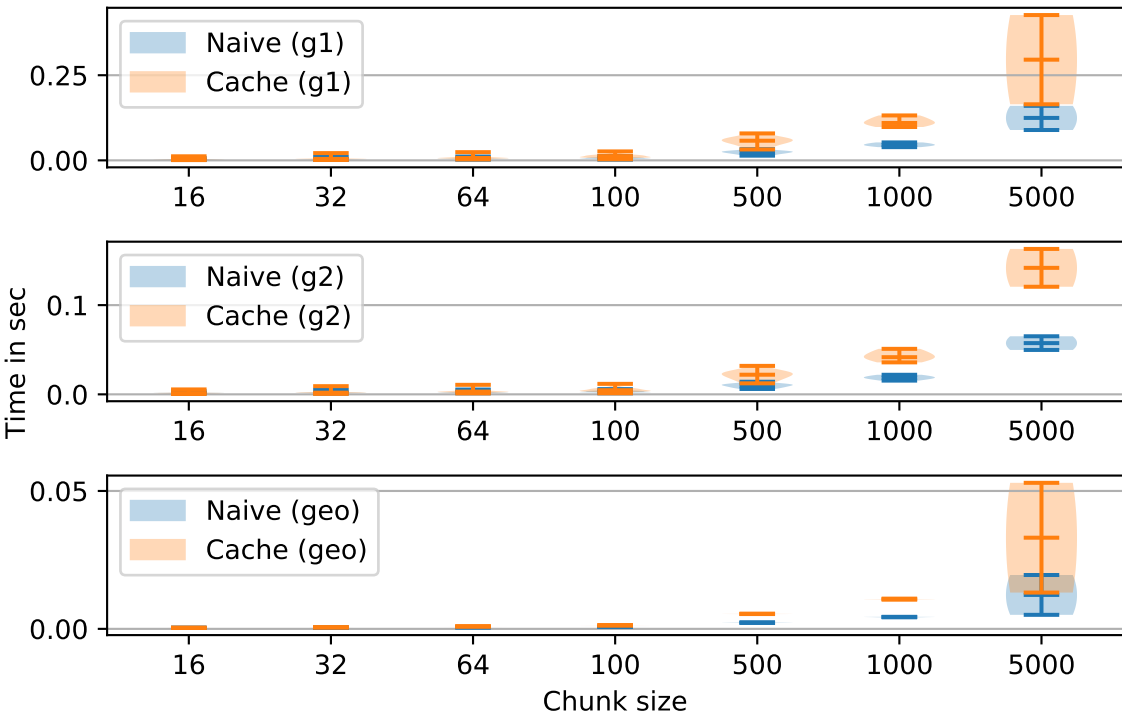 Naive (g1)
Cache (g1)
0.25
0.00
16 32 64 100 500 1000 5000
Naive (g2)
Cache (g2)
0.1
0.0
16 32 64 100 500 1000 5000
Time in sec
Naive (geo)
Cache (geo)
0.05
0.00
16 32 64 100 500 1000 5000
Chunk size